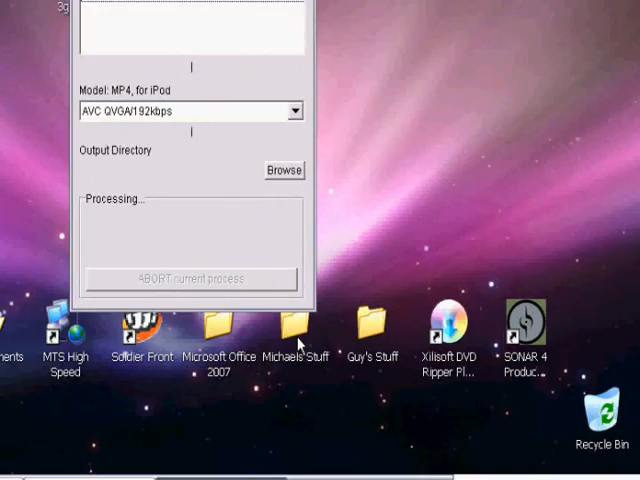 3g
Model: MP4, for iPod
AVC QVGA/192kbps
Output Directory
Browse
Processing...
ABORT current process
ents
MTS High
Speed
Soldier Front
Microsoft Office
2007
Michaels Stuff
Guy's Stuff
Xilisoft DVD
Ripper Pl...
SONAR 4
Produc...
Recycle Bin